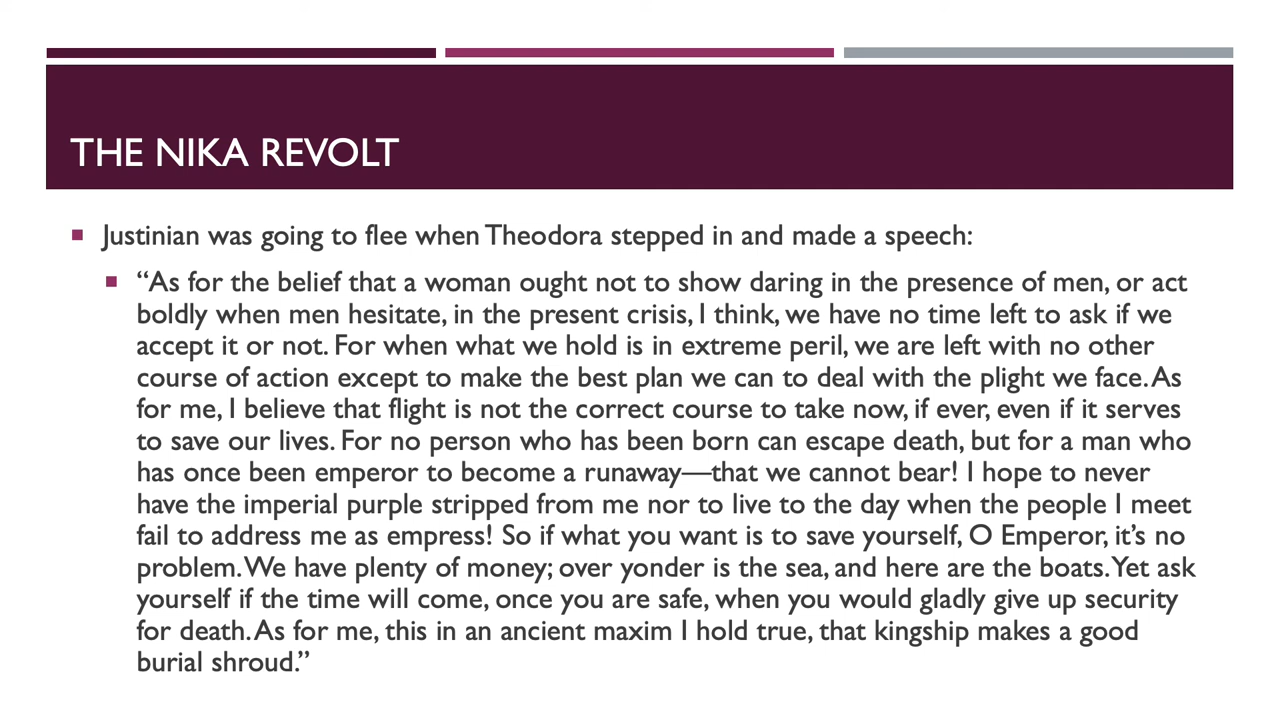 THE NIKA REVOLT
Justinian was going to flee when Theodora stepped in and made a speech:
“As for the belief that a woman ought not to show daring in the presence of men, or act
boldly when men hesitate, in the present crisis, I think, we have no time left to ask if we
accept it or not. For when what we hold is in extreme peril, we are left with no other
course of action except to make the best plan we can to deal with the plight we face. As
for me, I believe that flight is not the correct course to take now, if ever, even if it serves
to save our lives. For no person who has been born can escape death, but for a man who
has once been emperor to become a runaway—that we cannot bear! I hope to never
have the imperial purple stripped from me nor to live to the day when the people I meet
fail to address me as empress! So if what you want is to save yourself, O Emperor, it’s no
problem. We have plenty of money; over yonder is the sea, and here are the boats. Yet ask
yourself if the time will come, once you are safe, when you would gladly give up security
for death. As for me, this in an ancient maxim I hold true, that kingship makes a good
burial shroud.”